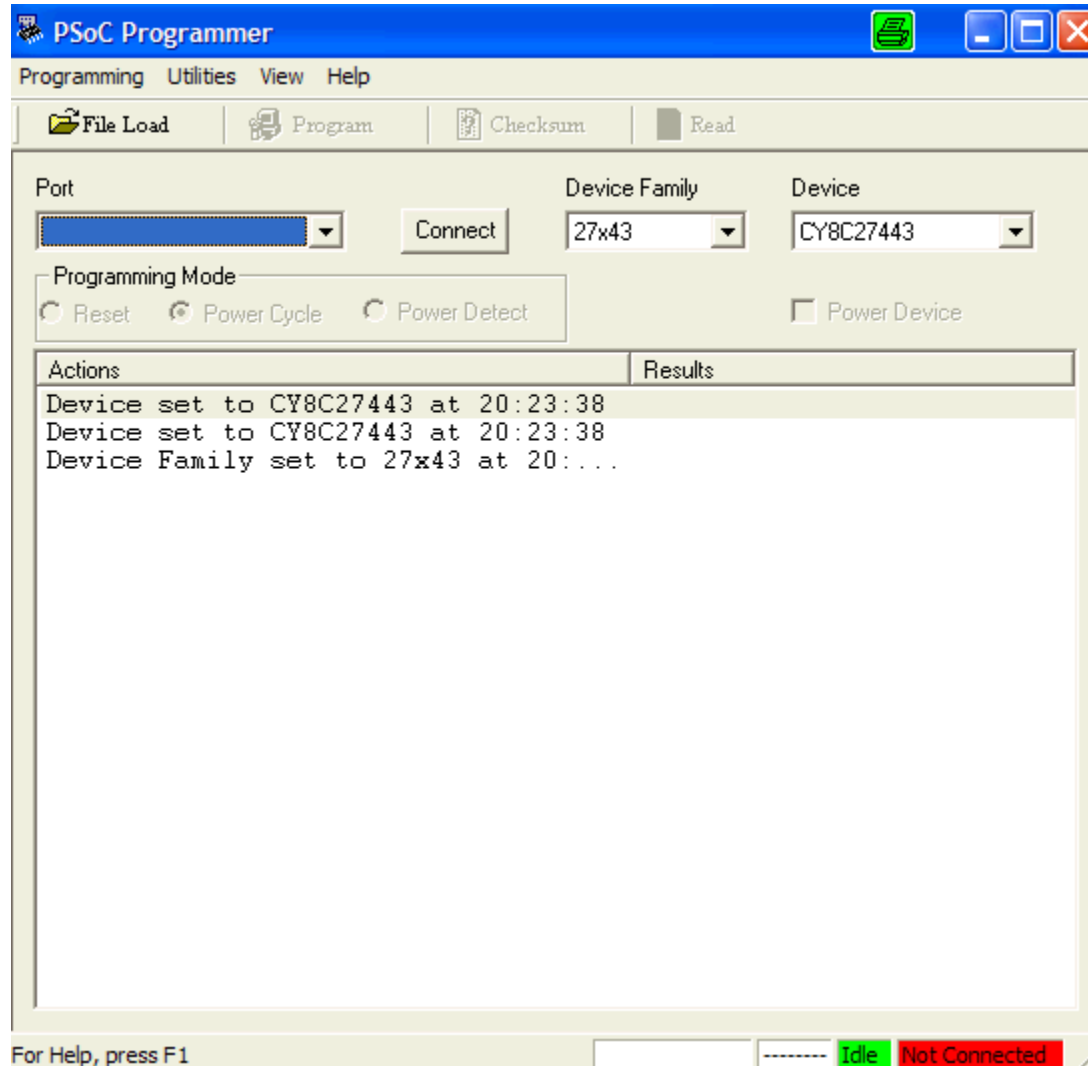 PSoC Programmer
Programming Utilities View Help
File Load Program Checksum Read
Port Device Family Device
Connect 27x43 CY8C27443
Programming Mode
Reset Power Cycle Power Detect Power Device
Actions Results
Device set to CY8C27443 at 20:23:38
Device set to CY8C27443 at 20:23:38
Device Family set to 27x43 at 20:...
For Help, press F1 -------- Idle Not Connected